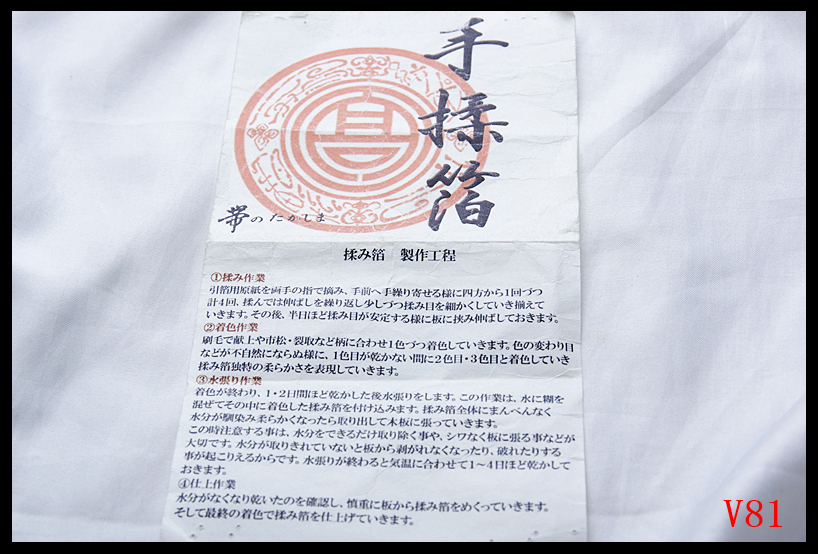 手揉箔
帯のたかしま
揉み箔 製作工程
①揉み作業
引箔用原紙を両手の指で摘み、手前へ手繰り寄せる様に四方から1回づつ
計4回、揉んでは伸ばしを繰り返し少しづつ揉み目を細かくしていき揃えて
いきます。その後、半日ほど揉み目が安定する様に板に挟み伸ばしておきます。
②着色作業
刷毛で献上や市松・裂取など柄に合わせ1色づつ着色していきます。色の変わり目
などが不自然にならぬ様に、1色目が乾かない間に2色目・3色目と着色していき
揉み箔独特の柔らかさを表現していきます。
③水張り作業
着色が終わり、1・2日間ほど乾かした後水張りをします。この作業は、水に糊を
混ぜてその中に着色した揉み箔を付け込みます。揉み箔全体にまんべんなく
水分が馴染み柔らかくなったら取り出して木板に張っていきます。
この時注意する事は、水分をできるだけ取り除く事や、シワなく板に張る事などが
大切です。水分が取りきれていないと板から剥がれなくなったり、破れたりする
事が起こりえるからです。水張りが終わると気温に合わせて1〜4日ほど乾かして
おきます。
④仕上作業
水分がなくなり乾いたのを確認し、慎重に板から揉み箔をめくっていきます。
そして最終の着色で揉み箔を仕上げていきます。
V81